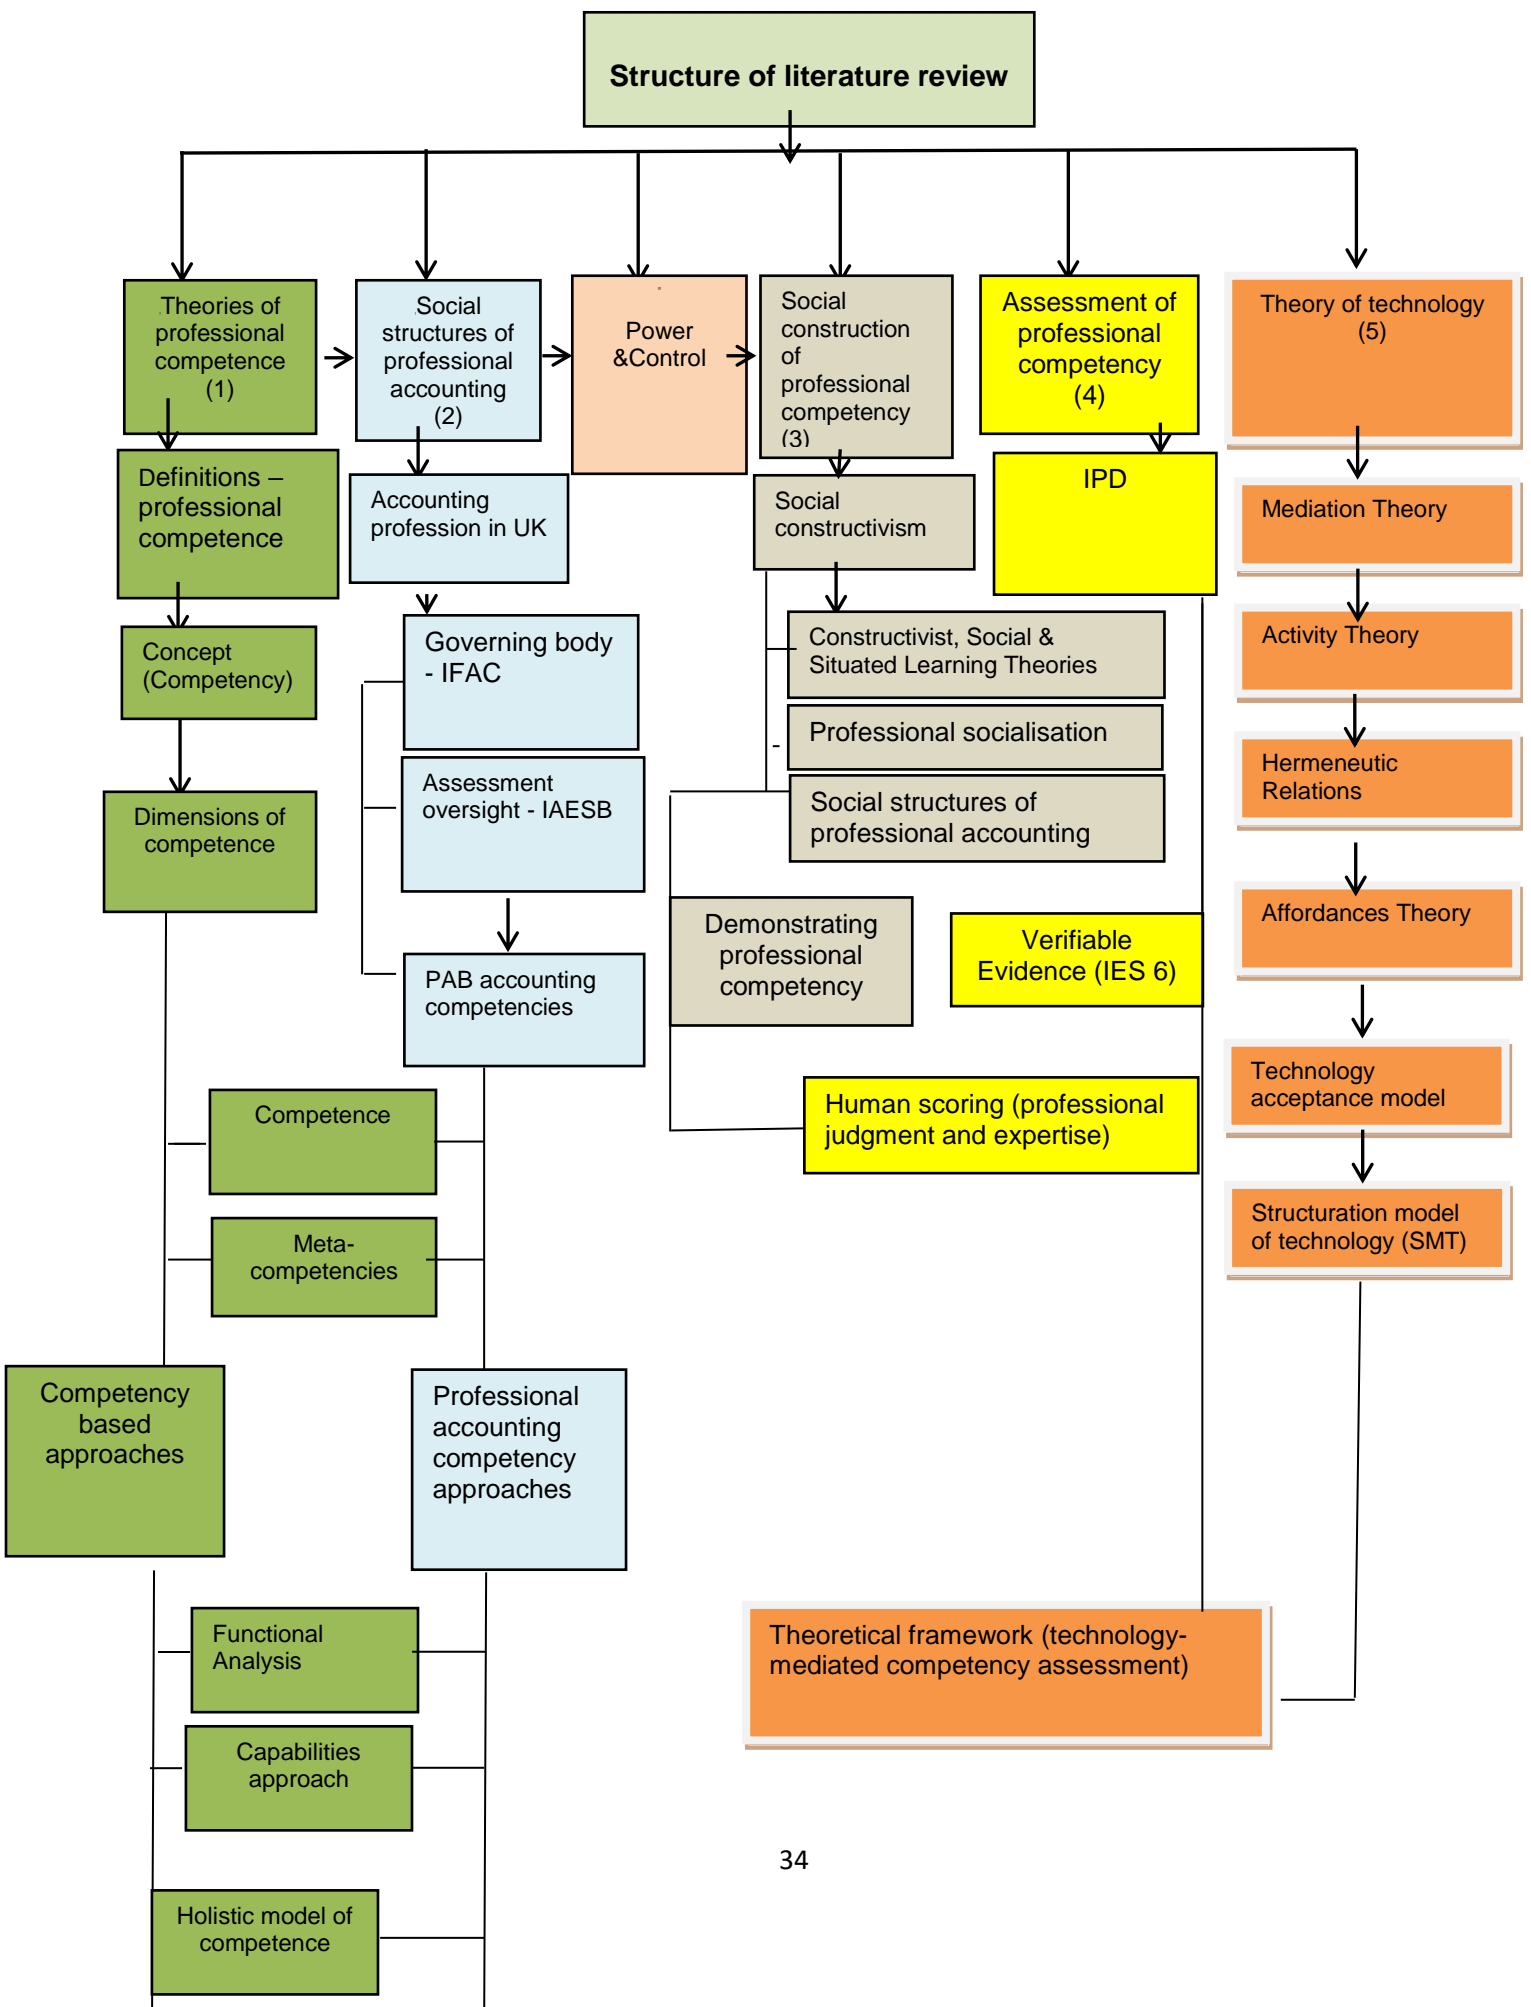 Structure of literature review
Theories of
professional
competence
(1)
Social
structures of
professional
accounting
(2)
Power
&Control
Social
construction
of
professional
competency
(3)
Assessment of
professional
competency
(4)
Theory of technology
(5)
Definitions –
professional
competence
Accounting
profession in UK
Social
constructivism
IPD
Mediation Theory
Concept
(Competency)
Governing body
- IFAC
Constructivist, Social &
Situated Learning Theories
Activity Theory
Professional socialisation
Hermeneutic
Relations
Dimensions of
competence
Assessment
oversight - IAESB
Social structures of
professional accounting
Demonstrating
professional
competency
Verifiable
Evidence (IES 6)
Affordances Theory
PAB accounting
competencies
Technology
acceptance model
Competence
Human scoring (professional
judgment and expertise)
Meta-
competencies
Structuration model
of technology (SMT)
Competency
based
approaches
Professional
accounting
competency
approaches
Functional
Analysis
Theoretical framework (technology-
mediated competency assessment)
Capabilities
approach
Holistic model of
competence
34